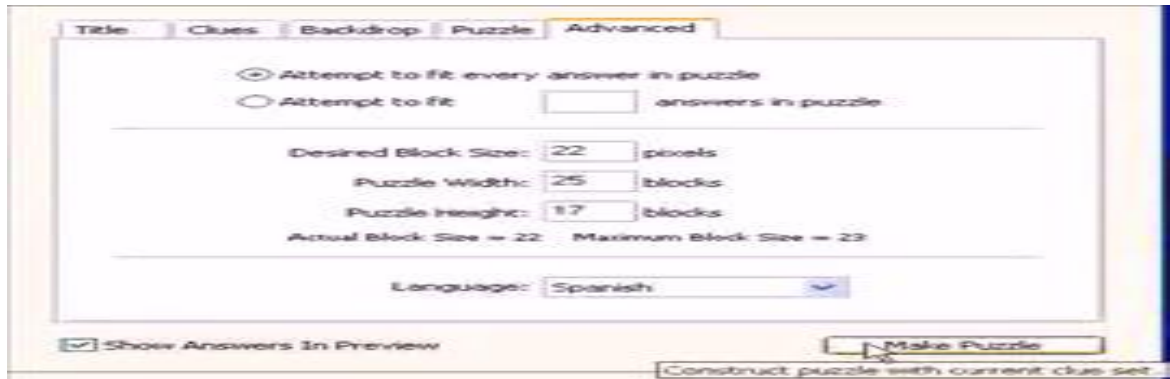 Title Clues Backdrop Puzzle Advanced
Attempt to fit every answer in puzzle
Attempt to fit answers in puzzle
Desired Block Size: 22 pixels
Puzzle Width: 25 blocks
Puzzle Height: 17 blocks
Actual Block Size = 22 Maximum Block Size = 23
Language: Spanish
Show Answers In Preview Make Puzzle
Construct puzzle with current clue set